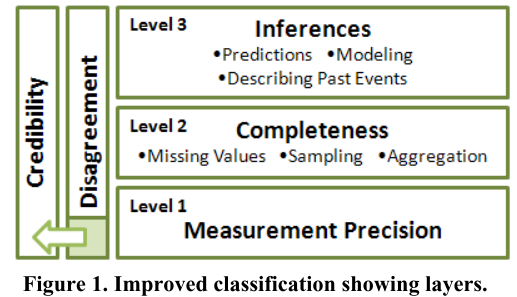 Credibility
Disagreement
Level 3
Inferences
•Predictions •Modeling
•Describing Past Events
Level 2
Completeness
•Missing Values •Sampling •Aggregation
Level 1
Measurement Precision
Figure 1. Improved classification showing layers.